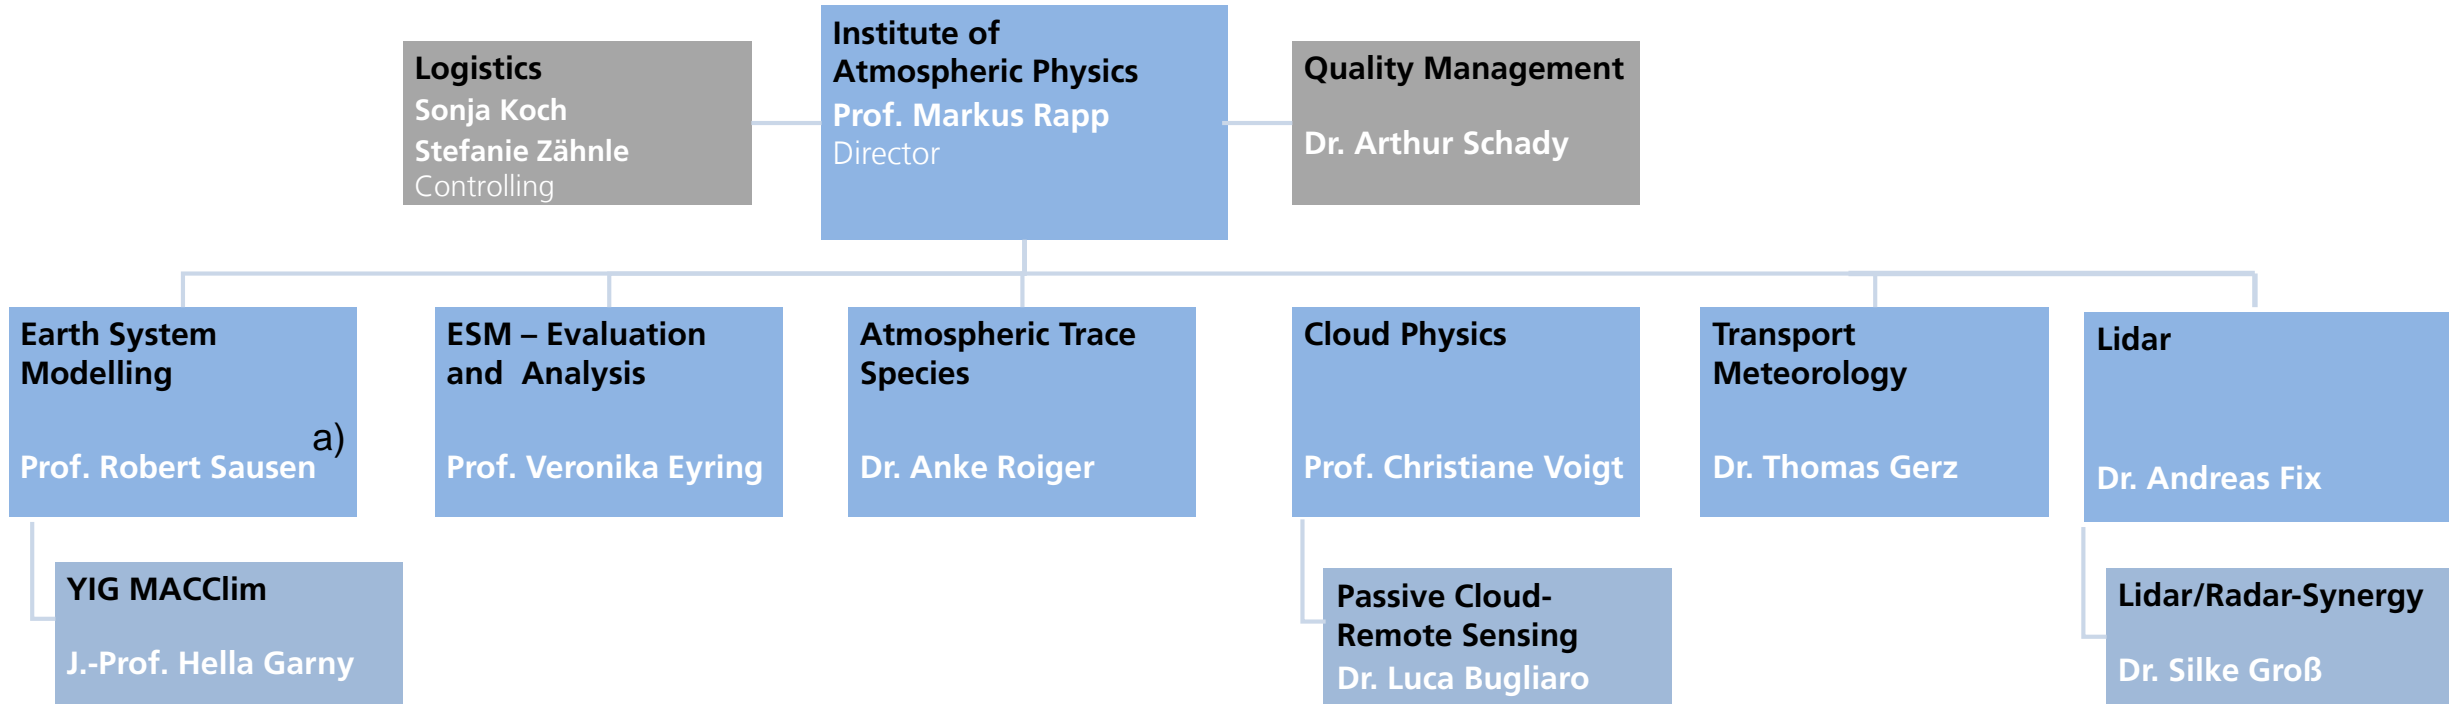 Logistics
Sonja Koch
Stefanie Zähnle
Controlling
Institute of
Atmospheric Physics
Prof. Markus Rapp
Director
Quality Management
Dr. Arthur Schady
Earth System
Modelling
a)
Prof. Robert Sausen
ESM – Evaluation
and Analysis
Prof. Veronika Eyring
Atmospheric Trace
Species
Dr. Anke Roiger
Cloud Physics
Prof. Christiane Voigt
Transport
Meteorology
Dr. Thomas Gerz
Lidar
Dr. Andreas Fix
YIG MACClim
J.-Prof. Hella Garny
Passive Cloud-
Remote Sensing
Dr. Luca Bugliaro
Lidar/Radar-Synergy
Dr. Silke Groß